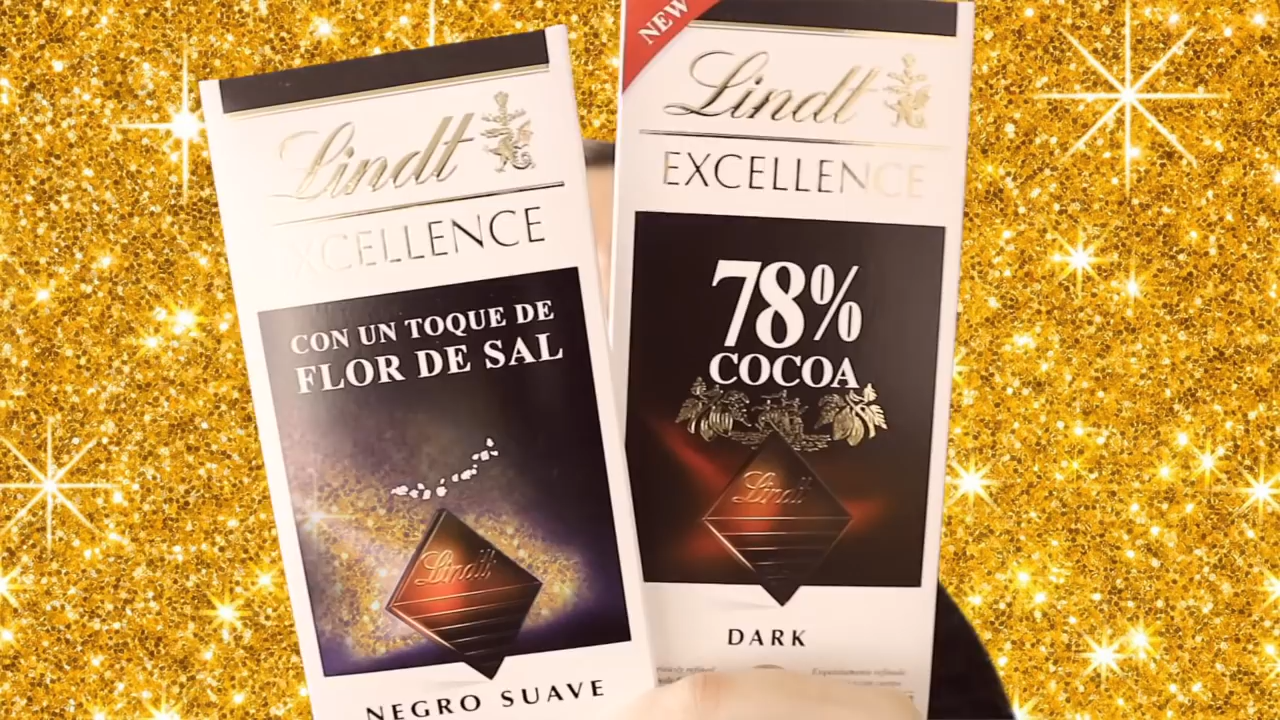 Lindt
EXCELLENCE
CON UN TOQUE DE
FLOR DE SAL
Lindt
NEGRO SUAVE
NEW
Lindt
EXCELLENCE
78%
COCOA
Lindt
DARK